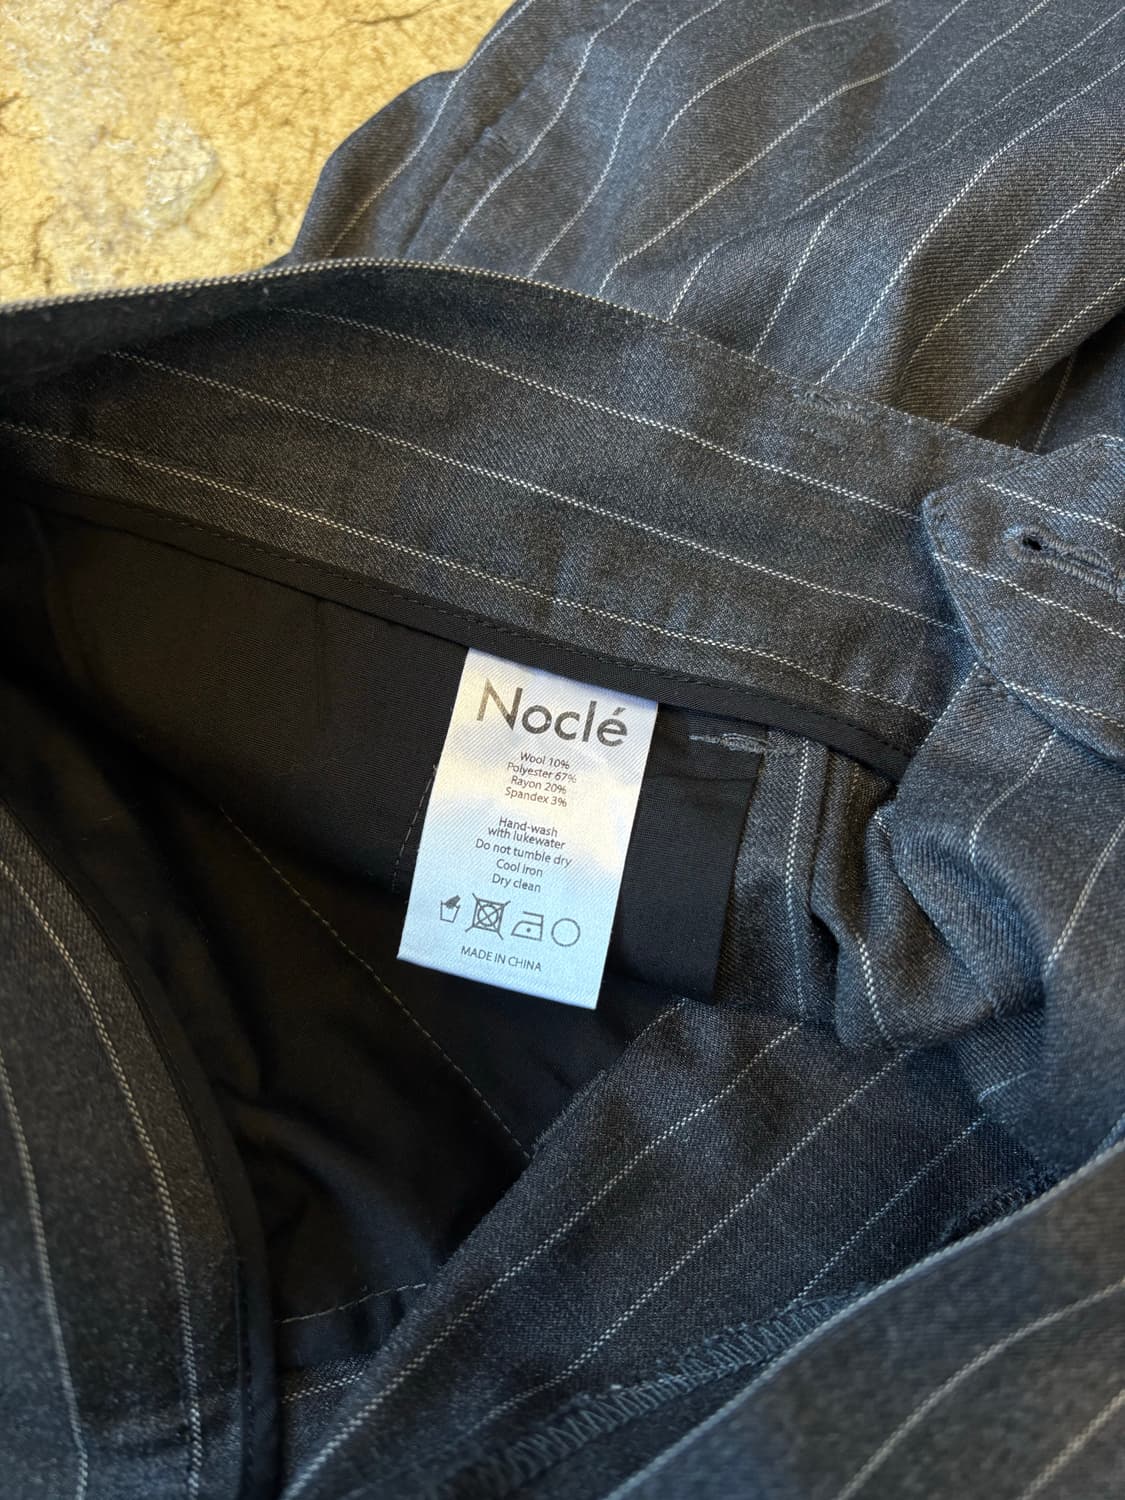 Noclé
Wool 10%
Polyester 67%
Rayon 20%
Spandex 3%
Hand-wash
with lukewater
Do not tumble dry
Cool iron
Dry clean
MADE IN CHINA